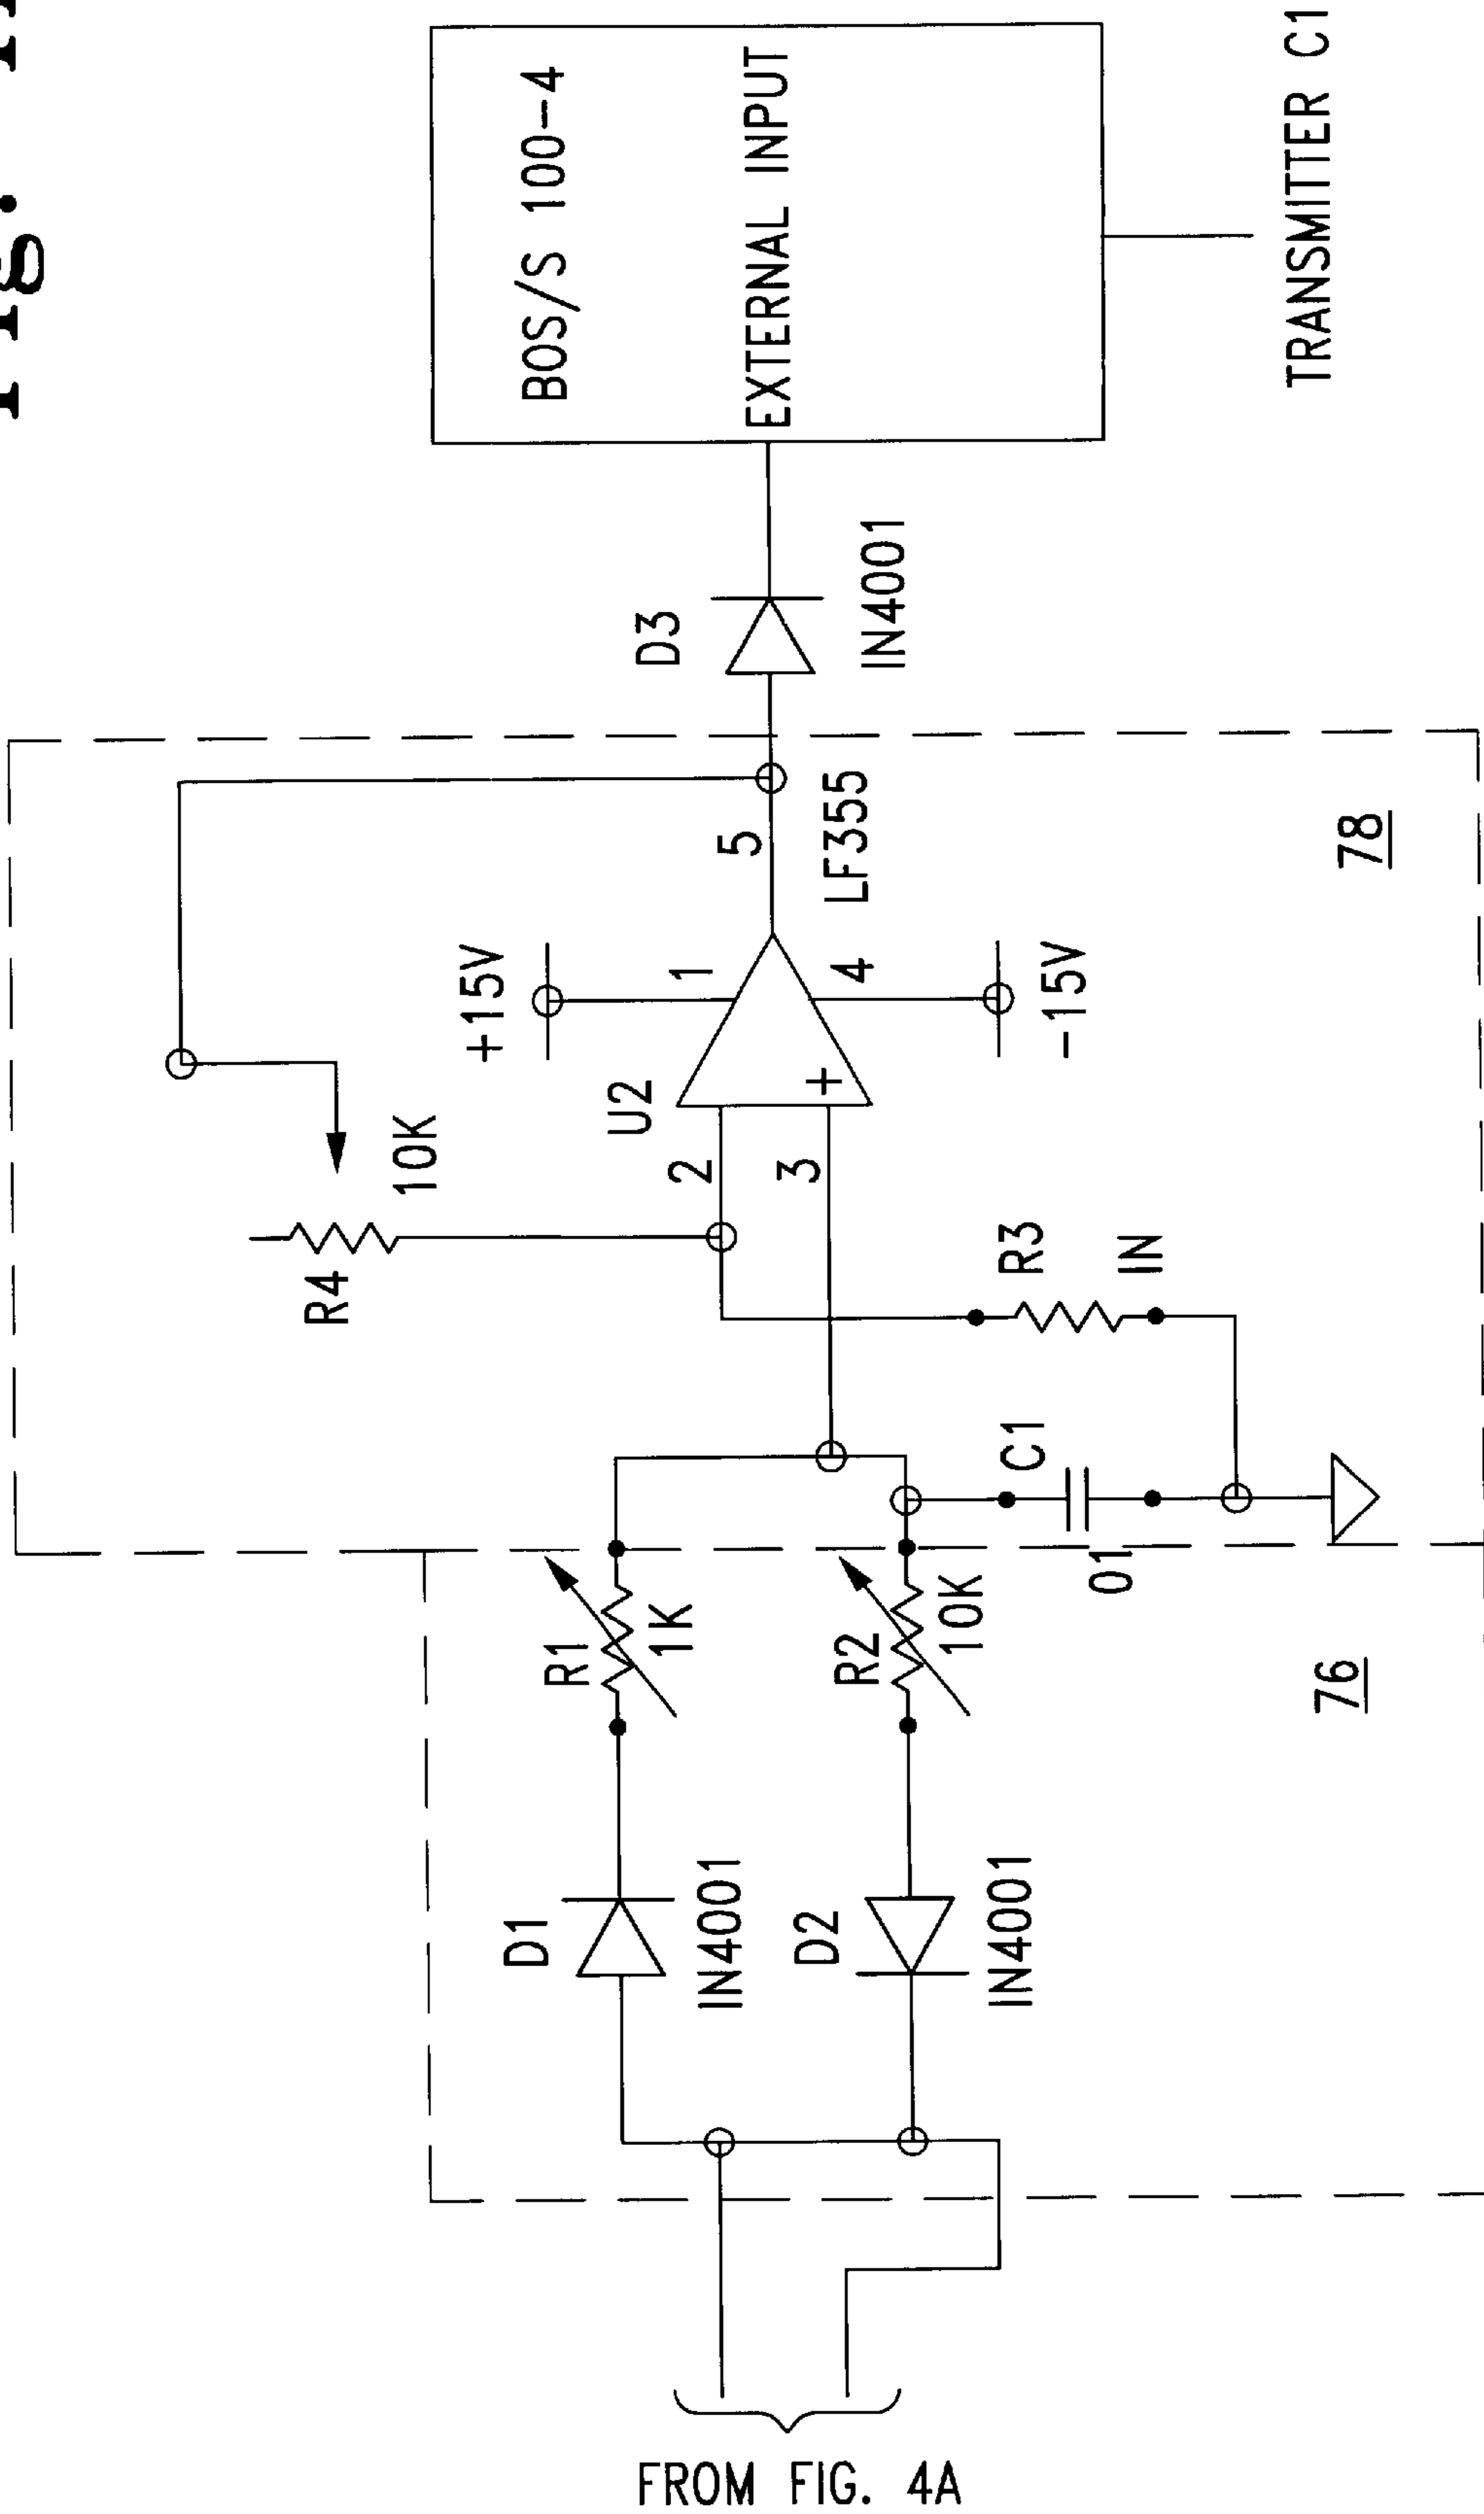 BOS/S 100-4
EXTERNAL INPUT
TRANSMITTER C1
D3
IN4001
5
LF355
78
+15V
1
4
-15V
U2
+
2
3
10K
R4
R3
IN
C1
01
R1
1K
R2
10K
76
D1
IN4001
D2
IN4001
FROM FIG. 4A